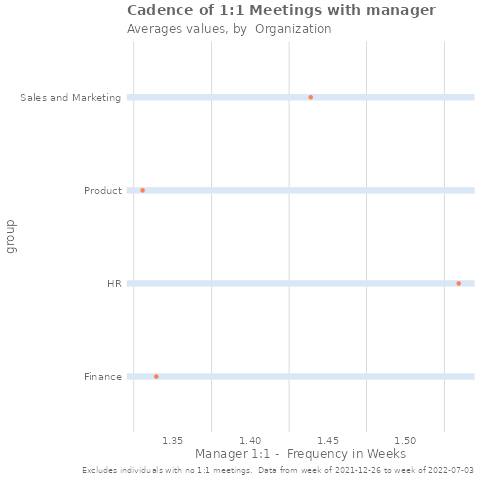 Cadence of 1:1 Meetings with manager
Averages values, by  Organization
Sales and Marketing
Product
group
HR
Finance
1.35 1.40 1.45 1.50
Manager 1:1 -  Frequency in Weeks
Excludes individuals with no 1:1 meetings.  Data from week of 2021-12-26 to week of 2022-07-03